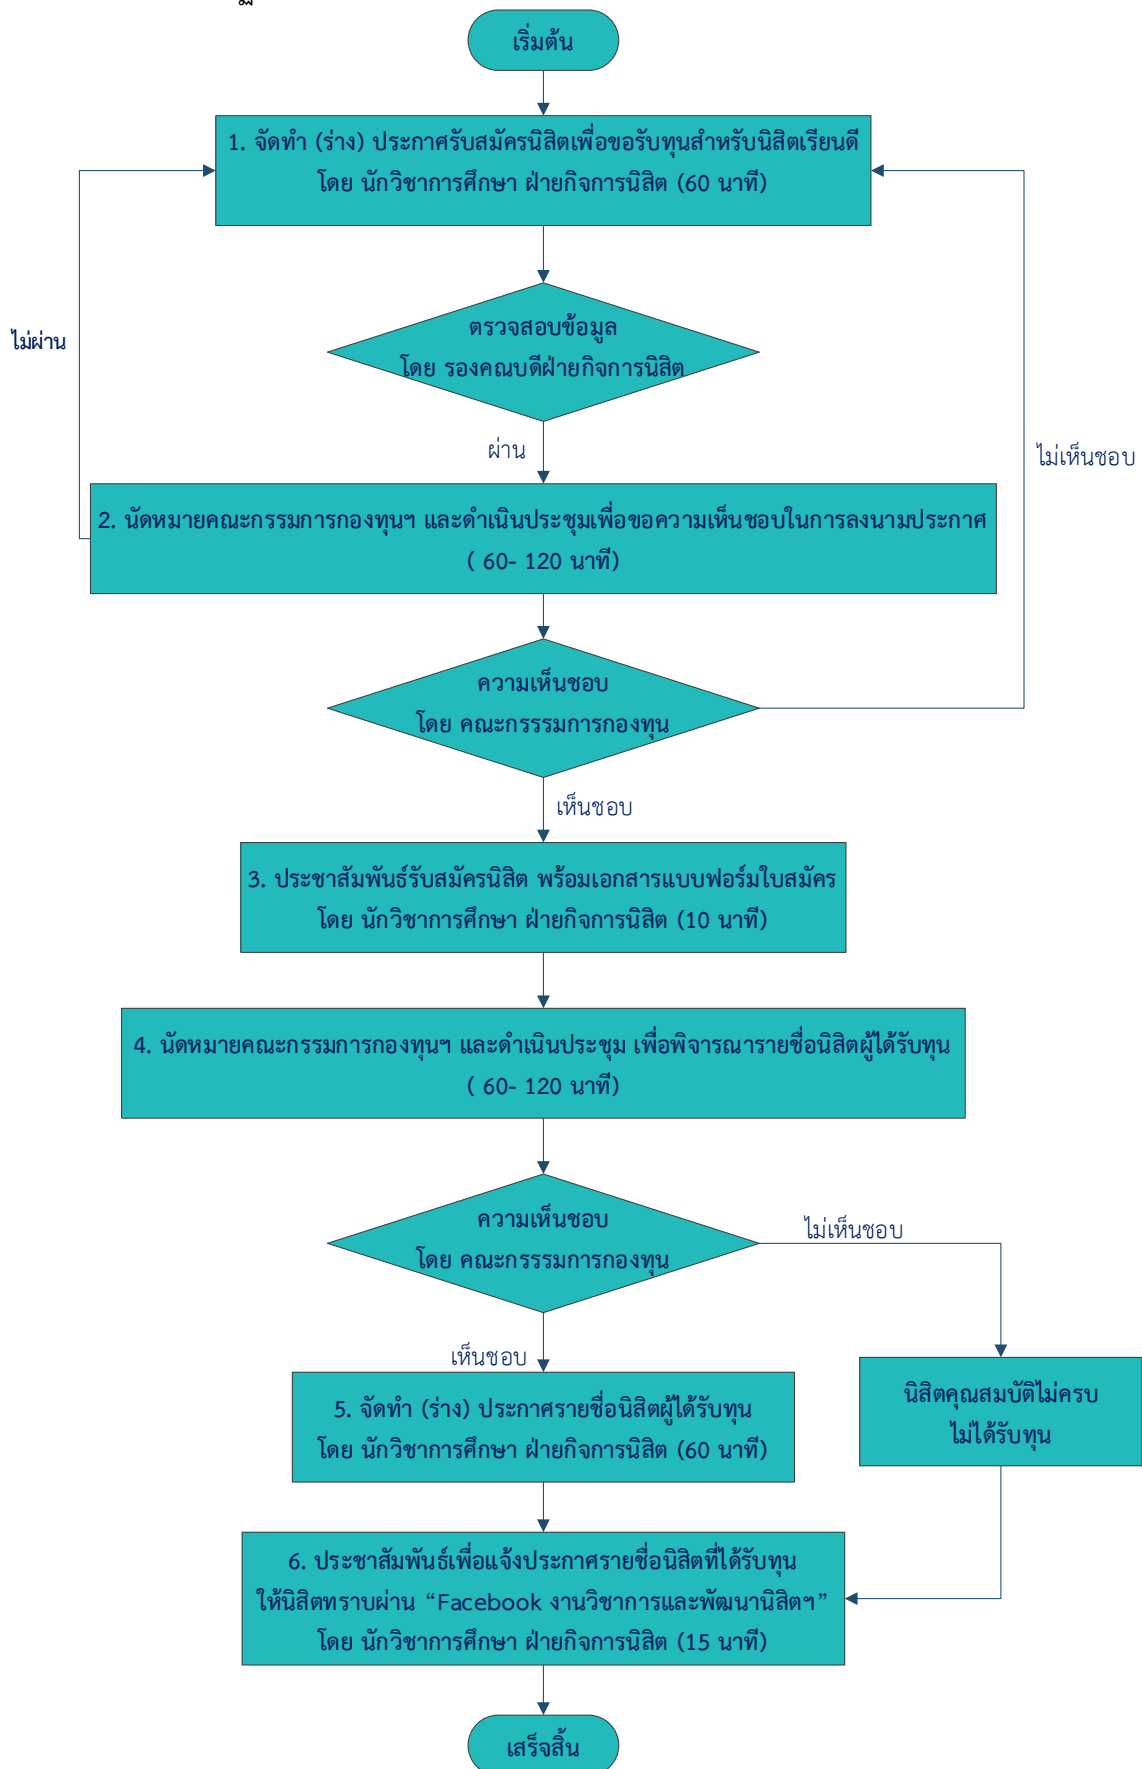 เริ่มต้น
1. จัดทำ (ร่าง) ประกาศรับสมัครนิสิตเพื่อขอรับทุนสำหรับนิสิตเรียนดี
โดย นักวิชาการศึกษา ฝ่ายกิจการนิสิต (60 นาที)
ตรวจสอบข้อมูล
โดย รองคณบดีฝ่ายกิจการนิสิต
ไม่ผ่าน
ผ่าน
ไม่เห็นชอบ
2. นัดหมายคณะกรรมการกองทุนฯ และดำเนินประชุมเพื่อขอความเห็นชอบในการลงนามประกาศ
( 60- 120 นาที)
ความเห็นชอบ
โดย คณะกรรรมการกองทุน
เห็นชอบ
3. ประชาสัมพันธ์รับสมัครนิสิต พร้อมเอกสารแบบฟอร์มใบสมัคร
โดย นักวิชาการศึกษา ฝ่ายกิจการนิสิต (10 นาที)
4. นัดหมายคณะกรรมการกองทุนฯ และดำเนินประชุม เพื่อพิจารณารายชื่อนิสิตผู้ได้รับทุน
( 60- 120 นาที)
ความเห็นชอบ
โดย คณะกรรรมการกองทุน
ไม่เห็นชอบ
เห็นชอบ
5. จัดทำ (ร่าง) ประกาศรายชื่อนิสิตผู้ได้รับทุน
โดย นักวิชาการศึกษา ฝ่ายกิจการนิสิต (60 นาที)
นิสิตคุณสมบัติไม่ครบ
ไม่ได้รับทุน
6. ประชาสัมพันธ์เพื่อแจ้งประกาศรายชื่อนิสิตที่ได้รับทุน
ให้นิสิตทราบผ่าน “Facebook งานวิชาการและพัฒนานิสิตฯ”
โดย นักวิชาการศึกษา ฝ่ายกิจการนิสิต (15 นาที)
เสร็จสิ้น